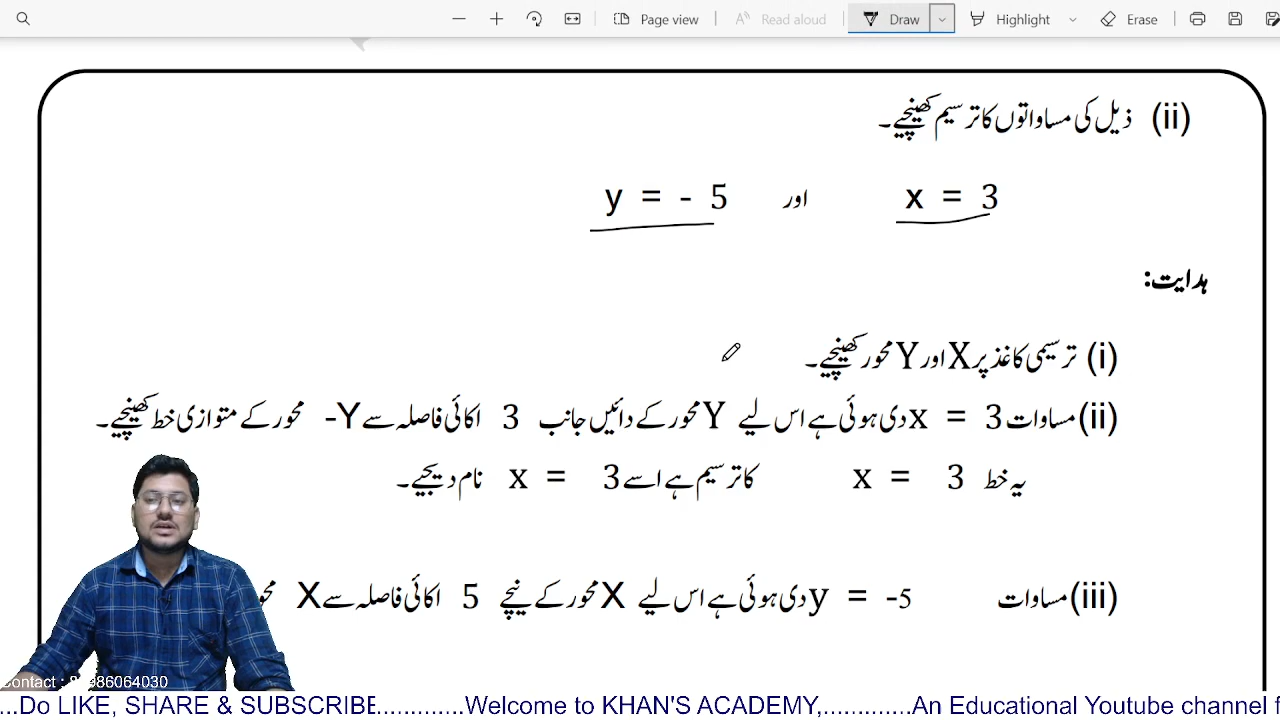 Page view Read aloud Draw Highlight Erase
(ii) ذیل کی مساواتوں کا ترسیم کھینچیے۔
x = 3 اور y = - 5
ہدایت:
(i) ترسیمی کاغذ پر X اور Y محور کھینچیے۔
(ii) مساوات x = 3 دی ہوئی ہے اس لیے Y محور کے دائیں جانب 3 اکائی فاصلہ سے Y- محور کے متوازی خط کھینچیے۔
یہ خط x = 3 کا ترسیم ہے اسے x = 3 نام دیجیے۔
(iii) مساوات y = -5 دی ہوئی ہے اس لیے X محور کے نیچے 5 اکائی فاصلہ سے X
986064030
...Do LIKE, SHARE & SUBSCRIBE.............Welcome to KHAN'S ACADEMY,............An Educational Youtube channel